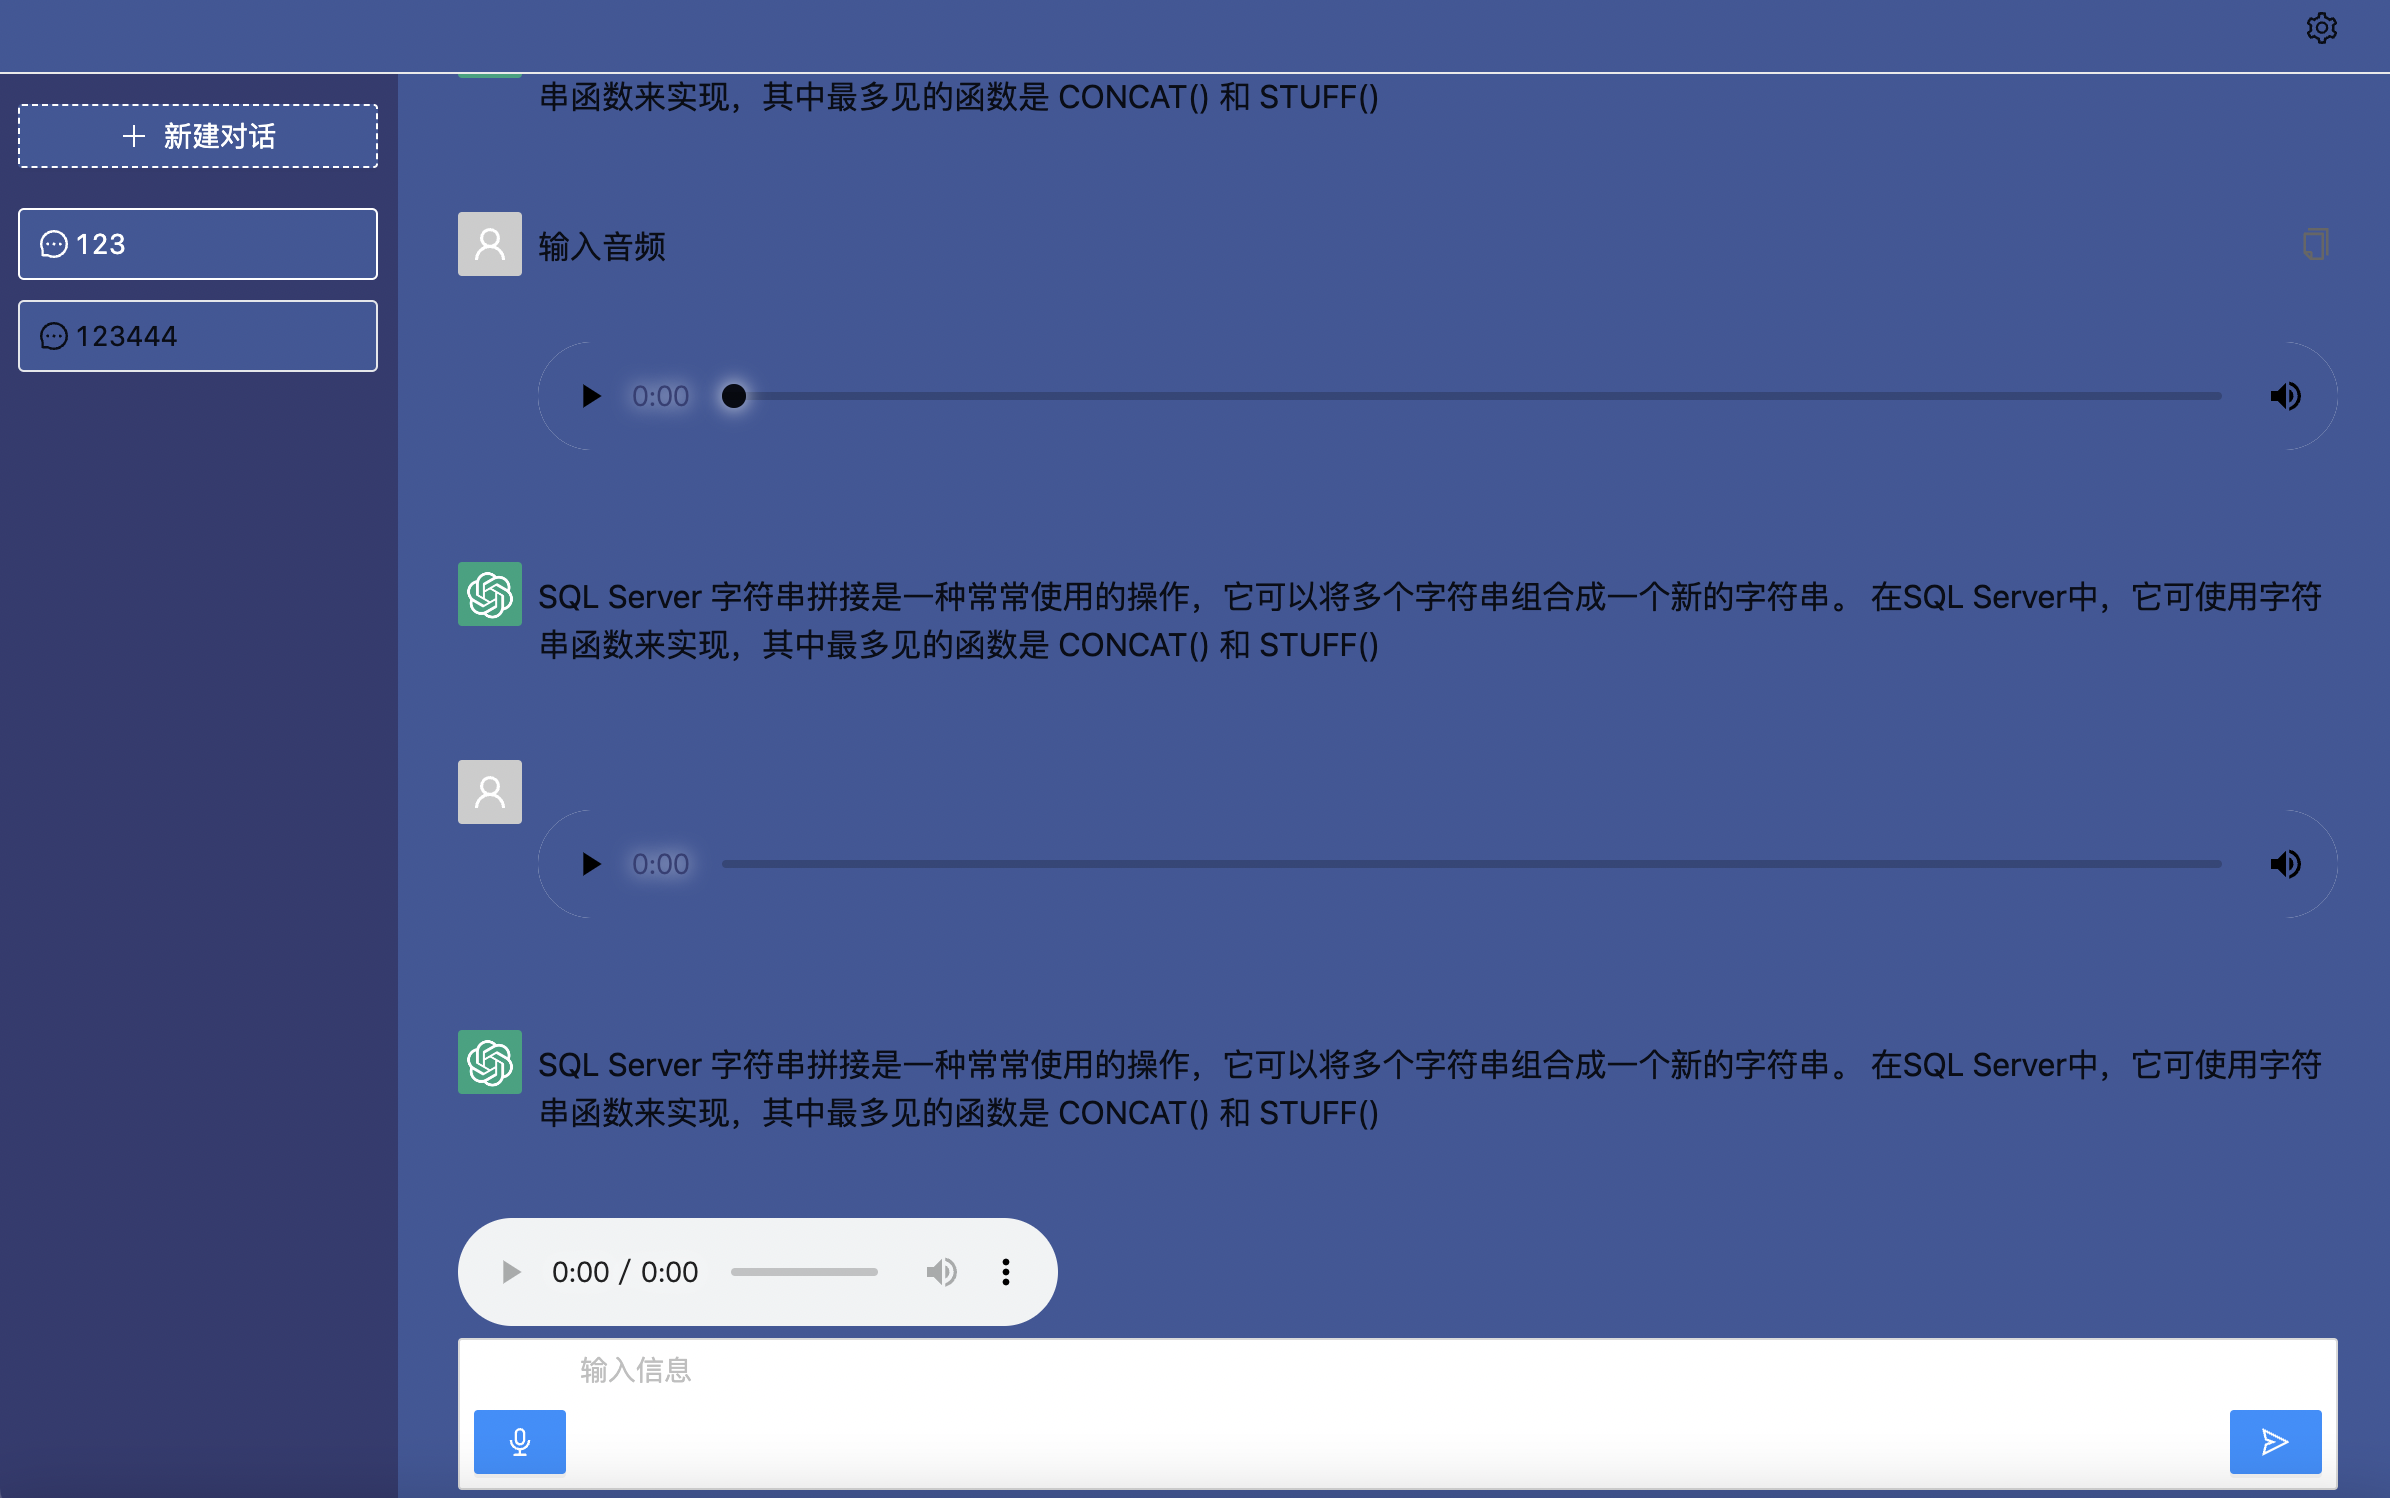 新建对话
123
123444
串函数来实现，其中最多见的函数是 CONCAT() 和 STUFF()
输入音频
0:00
SQL Server 字符串拼接是一种常常使用的操作，它可以将多个字符串组合成一个新的字符串。 在SQL Server中，它可使用字符
串函数来实现，其中最多见的函数是 CONCAT() 和 STUFF()
0:00
SQL Server 字符串拼接是一种常常使用的操作，它可以将多个字符串组合成一个新的字符串。 在SQL Server中，它可使用字符
串函数来实现，其中最多见的函数是 CONCAT() 和 STUFF()
0:00 / 0:00
输入信息